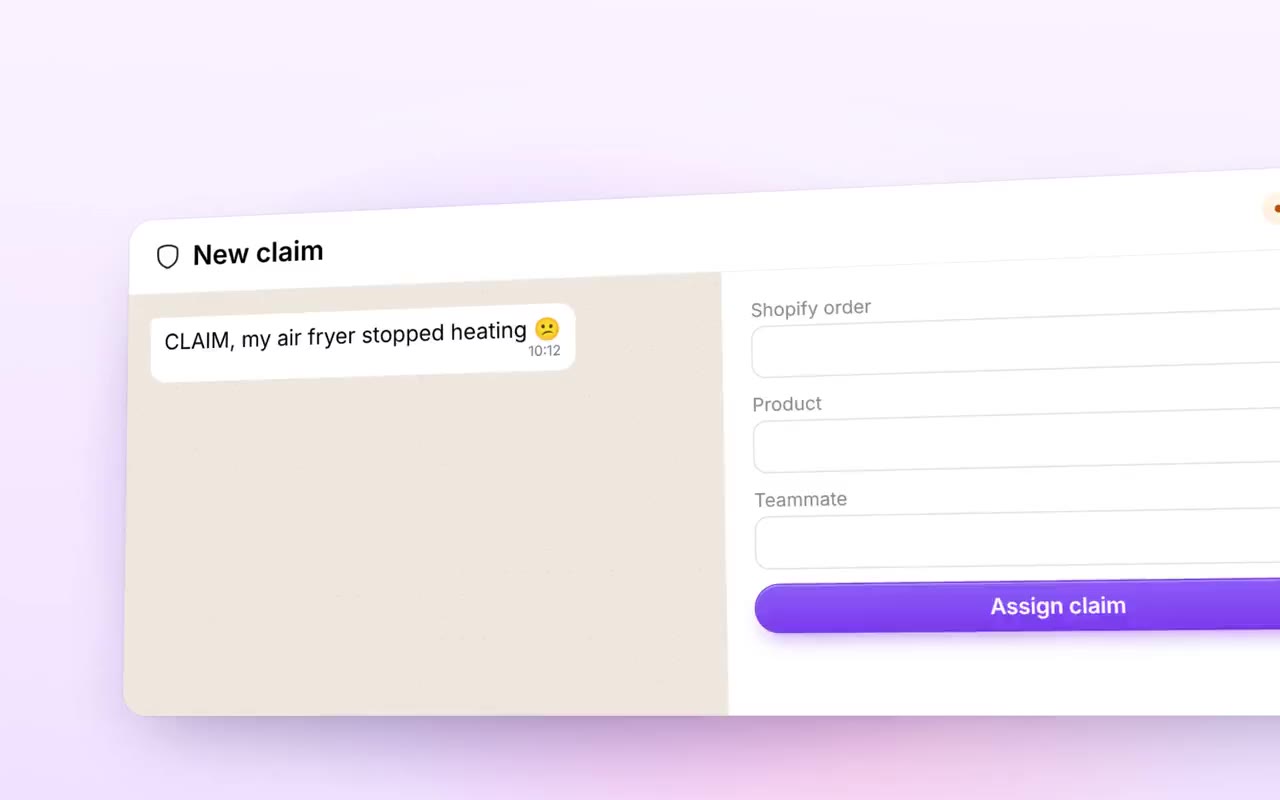 New claim
CLAIM, my air fryer stopped heating 😕
10:12
Shopify order
Product
Teammate
Assign claim